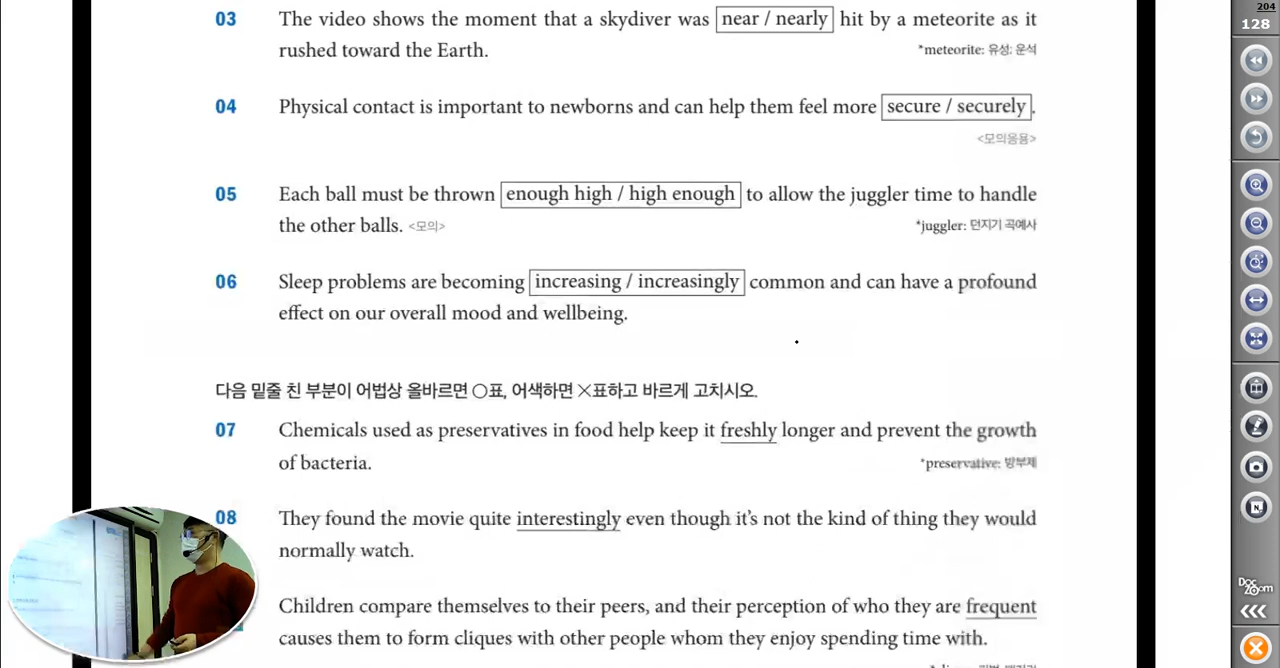 204
128
03 The video shows the moment that a skydiver was near / nearly hit by a meteorite as it
rushed toward the Earth. *meteorite: 유성; 운석
04 Physical contact is important to newborns and can help them feel more secure / securely.
<모의응용>
05 Each ball must be thrown enough high / high enough to allow the juggler time to handle
the other balls. <모의> *juggler: 던지기 곡예사
06 Sleep problems are becoming increasing / increasingly common and can have a profound
effect on our overall mood and wellbeing.
다음 밑줄 친 부분이 어법상 올바르면 ○표, 어색하면 ×표하고 바르게 고치시오.
07 Chemicals used as preservatives in food help keep it freshly longer and prevent the growth
of bacteria. *preservative: 방부제
08 They found the movie quite interestingly even though it's not the kind of thing they would
normally watch.
Children compare themselves to their peers, and their perception of who they are frequent
causes them to form cliques with other people whom they enjoy spending time with.
DocZoom